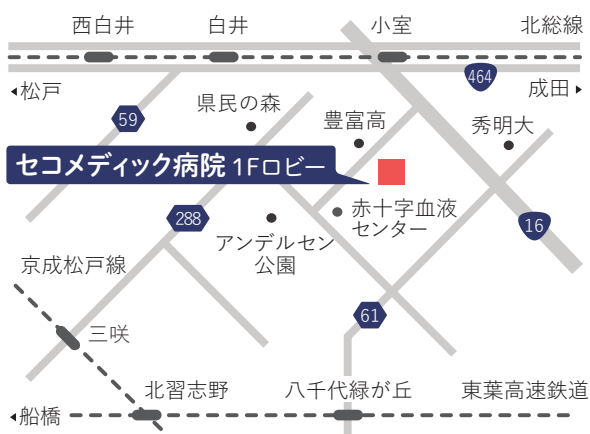 西白井
白井
小室
北総線
◂松戸
464
成田▸
59
県民の森
豊富高
秀明大
セコメディック病院 1Fロビー
288
赤十字血液
センター
アンデルセン
公園
16
京成松戸線
61
三咲
北習志野
八千代緑が丘
東葉高速鉄道
◂船橋